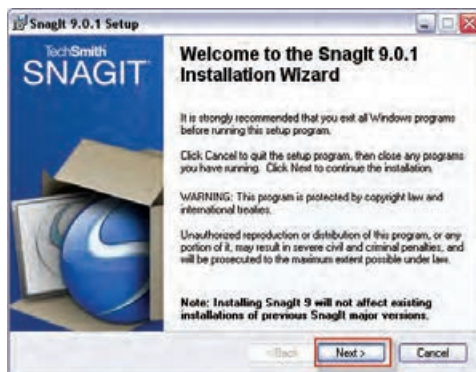 SnagIt 9.0.1 Setup
TechSmith
SNAGIT
Welcome to the SnagIt 9.0.1
Installation Wizard
It is strongly recommended that you exit all Windows programs
before running this setup program.
Click Cancel to quit the setup program, then close any programs
you have running. Click Next to continue the installation.
WARNING: This program is protected by copyright law and
international treaties.
Unauthorized reproduction or distribution of this program, or any
portion of it, may result in severe civil and criminal penalties, and
will be prosecuted to the maximum extent possible under law.
Note: Installing SnagIt 9 will not affect existing
installations of previous SnagIt major versions.
< Back
Next >
Cancel